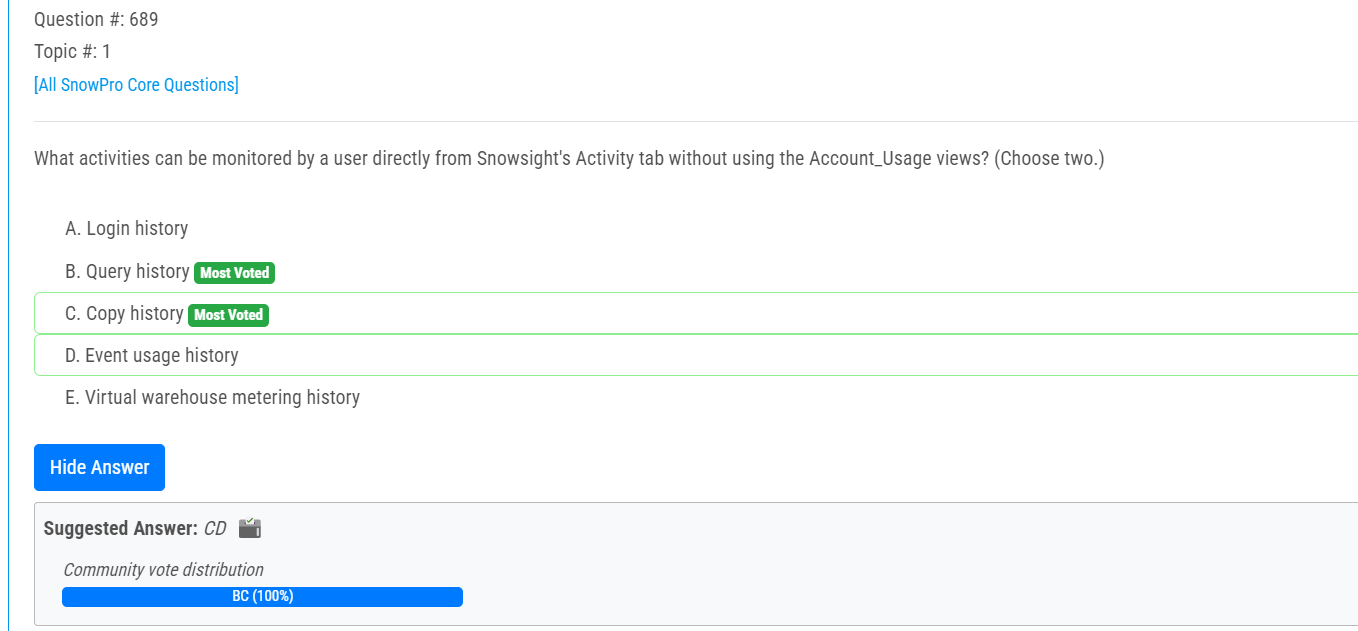 Question #: 689
Topic #: 1
[All SnowPro Core Questions]
What activities can be monitored by a user directly from Snowsight's Activity tab without using the Account_Usage views? (Choose two.)
A. Login history
B. Query history Most Voted
C. Copy history Most Voted
D. Event usage history
E. Virtual warehouse metering history
Hide Answer
Suggested Answer: CD
Community vote distribution
BC (100%)